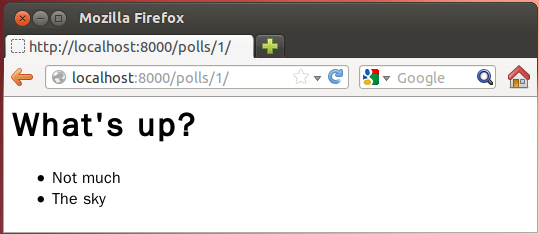 Mozilla Firefox
http://localhost:8000/polls/1/
localhost:8000/polls/1/
Google
What's up?
Not much
The sky